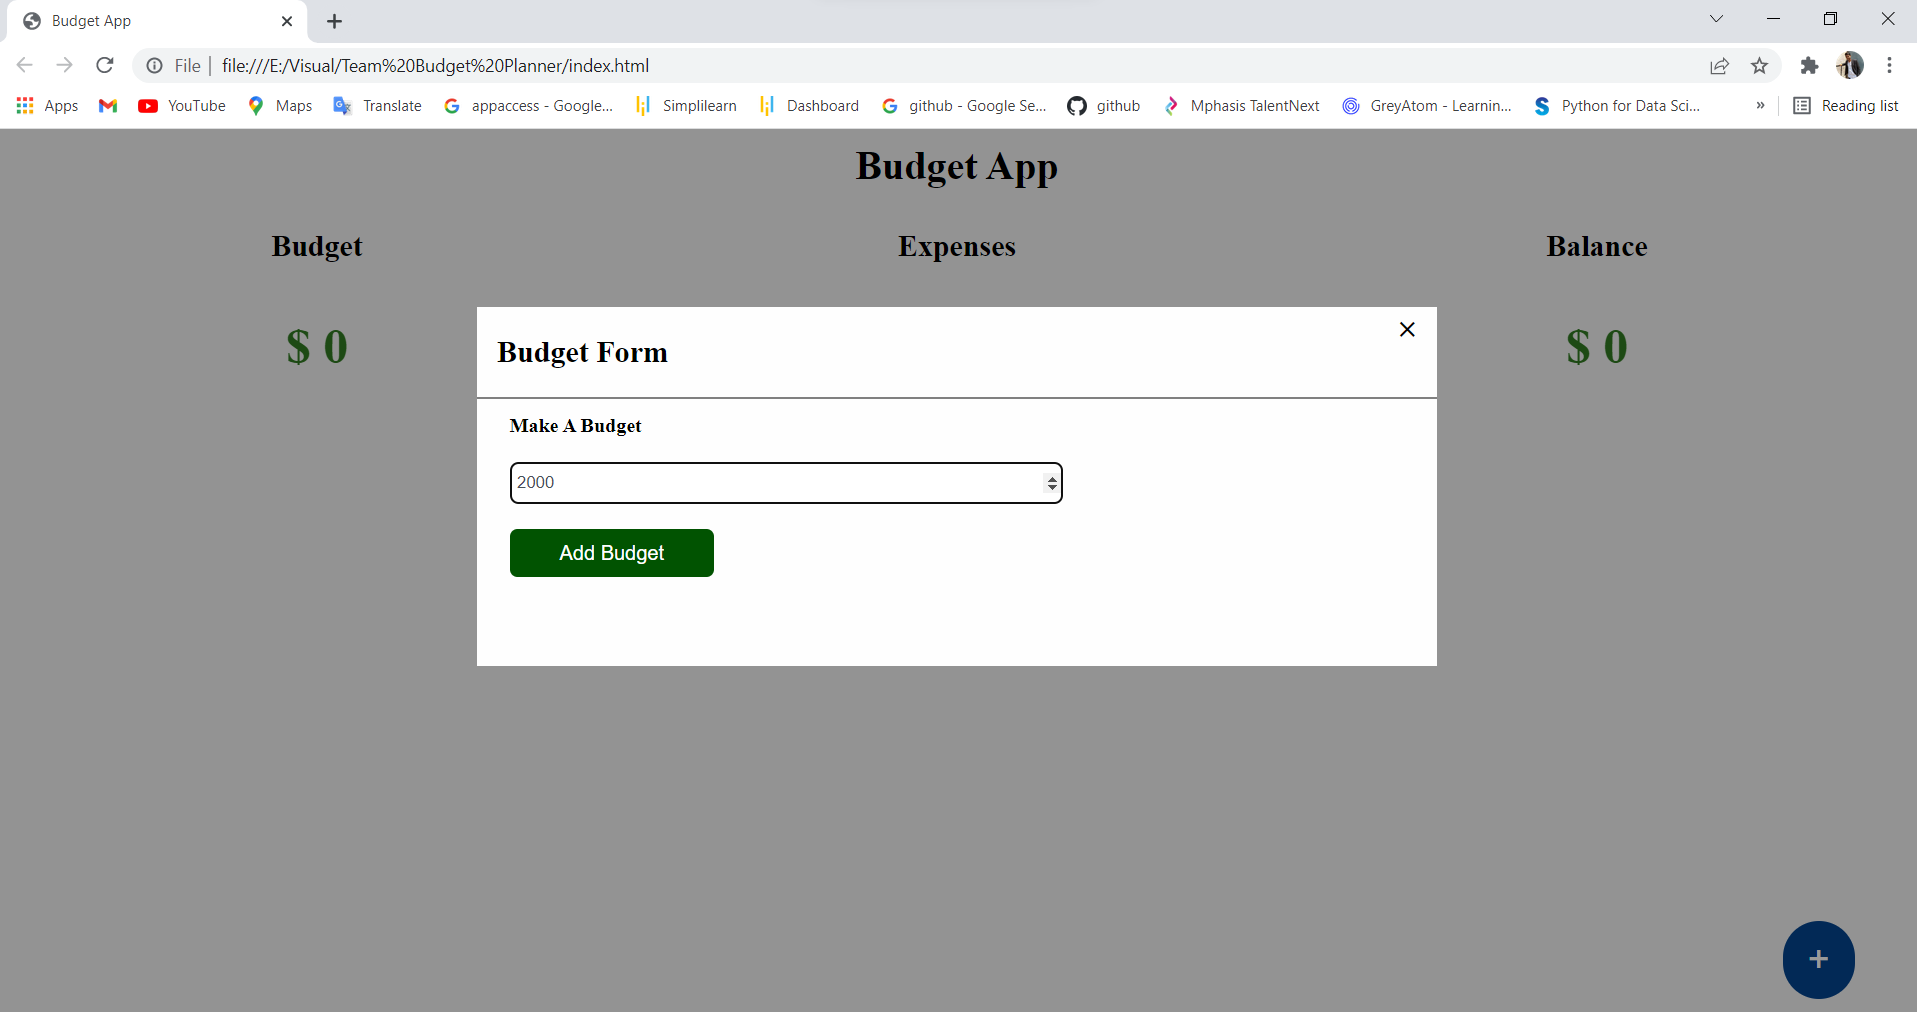 Budget App
File | file:///E:/Visual/Team%20Budget%20Planner/index.html
Apps YouTube Maps Translate appaccess - Google... Simplilearn Dashboard github - Google Se... github Mphasis TalentNext GreyAtom - Learnin... Python for Data Sci... » Reading list
Budget App
Budget Expenses Balance
$ 0 $ 0
Budget Form
Make A Budget
2000
Add Budget
+